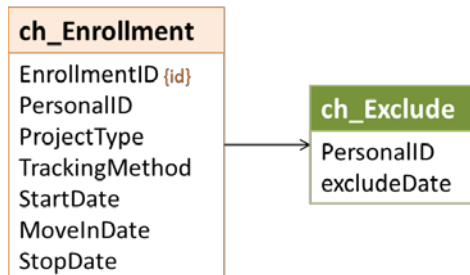 ch_Enrollment
EnrollmentID {id}
PersonalID
ProjectType
TrackingMethod
StartDate
MoveInDate
StopDate
ch_Exclude
PersonalID
excludeDate